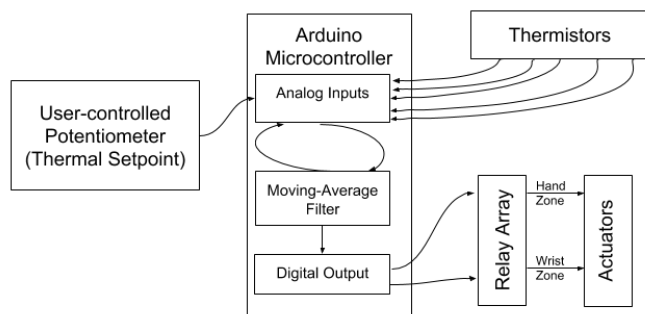 Arduino
Microcontroller
Thermistors
Analog Inputs
User-controlled
Potentiometer
(Thermal Setpoint)
Moving-Average
Filter
Digital Output
Relay Array
Hand
Zone
Wrist
Zone
Actuators